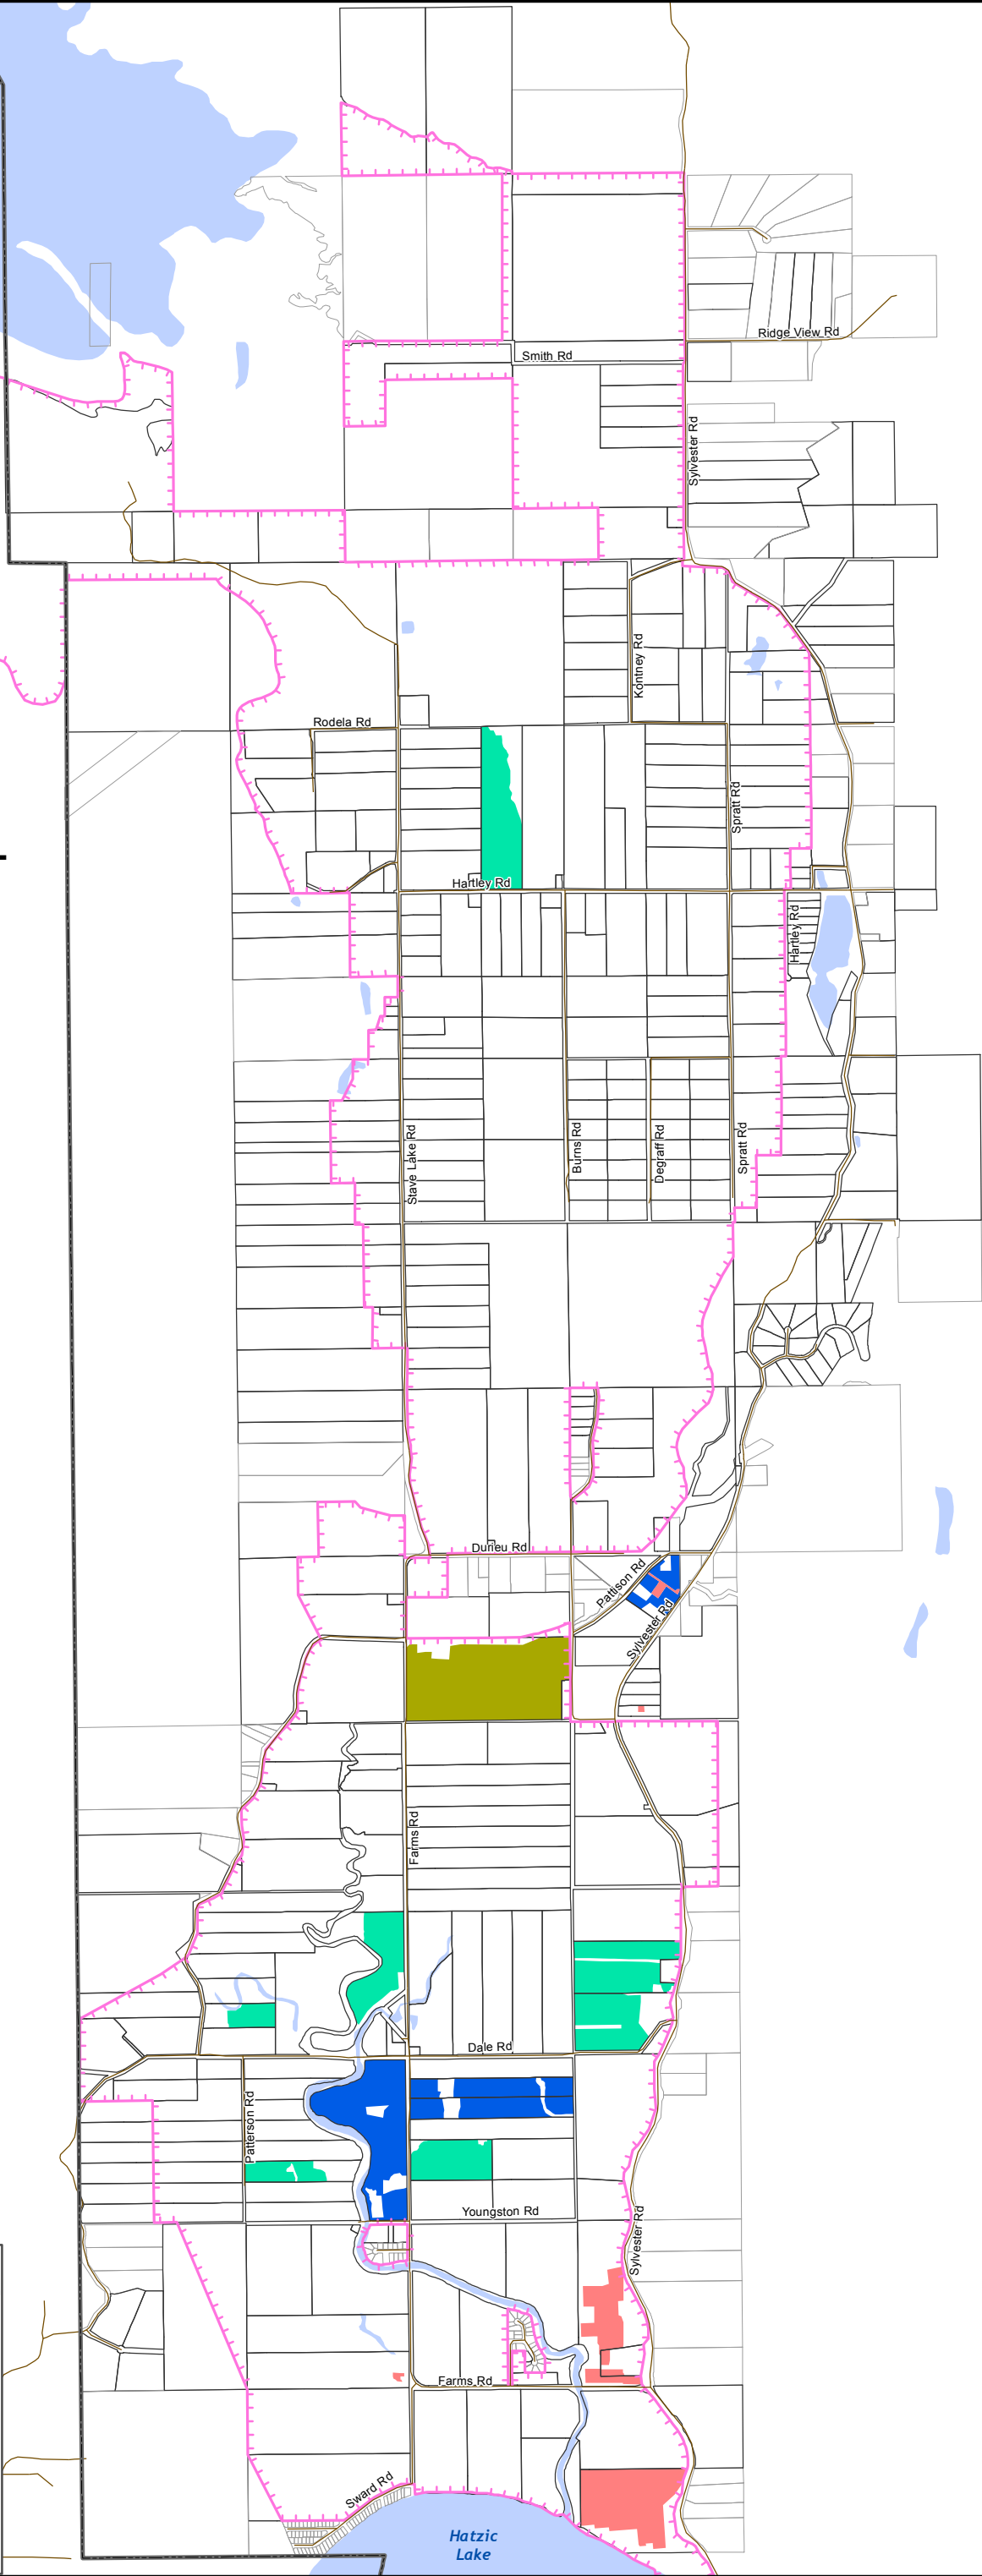 Ridge View Rd
Smith Rd
Sylvester Rd
Kontney Rd
Rodela Rd
Spratt Rd
Hartley Rd
Hartley Rd
Stave Lake Rd
Burns Rd
Degraff Rd
Spratt Rd
Durieu Rd
Pattison Rd
Sylvester Rd
Farms Rd
Dale Rd
Patterson Rd
Youngston Rd
Sylvester Rd
Farms Rd
Sward Rd
Hatzic
Lake